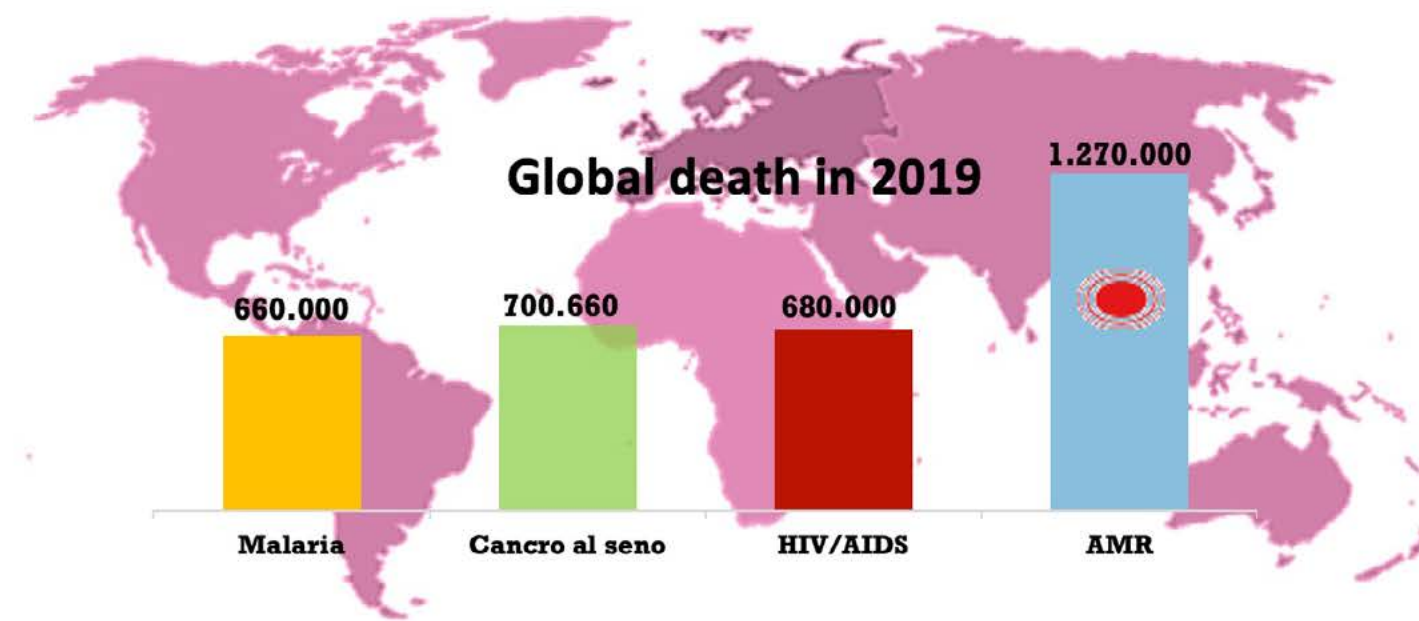 Global death in 2019
1.270.000
660.000
700.660
680.000
Malaria
Cancro al seno
HIV/AIDS
AMR